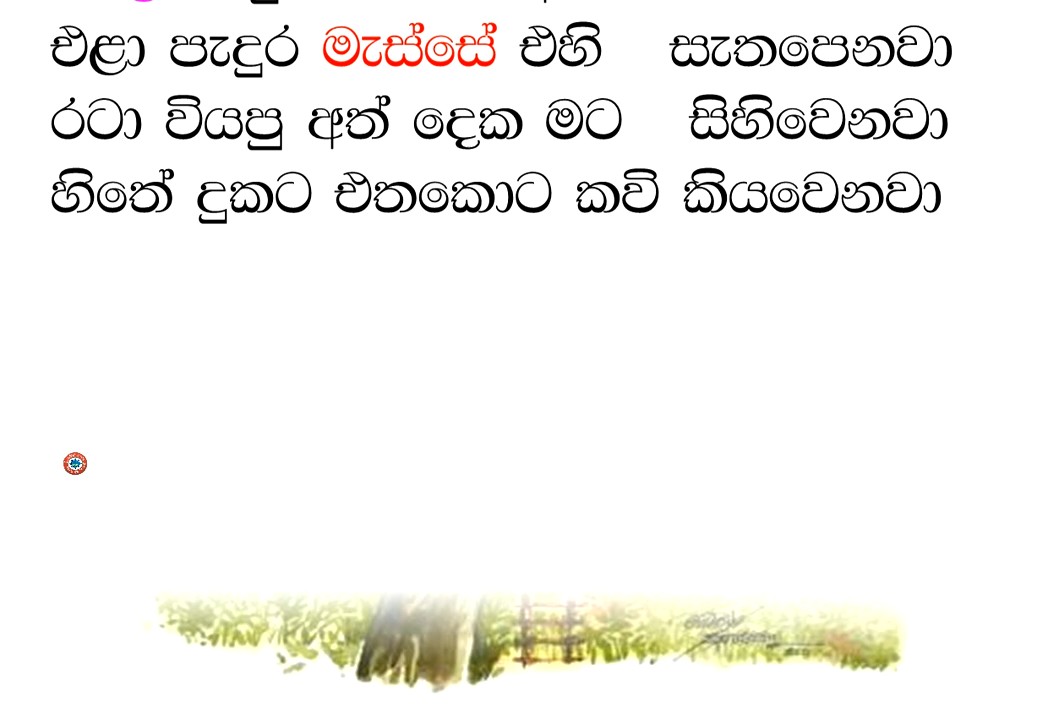 එළා පැදුර මැස්සේ එහි සැතපෙනවා
රටා වියපු අත් දෙක මට සිහිවෙනවා
හිතේ දුකට එතකොට කවි කියවෙනවා